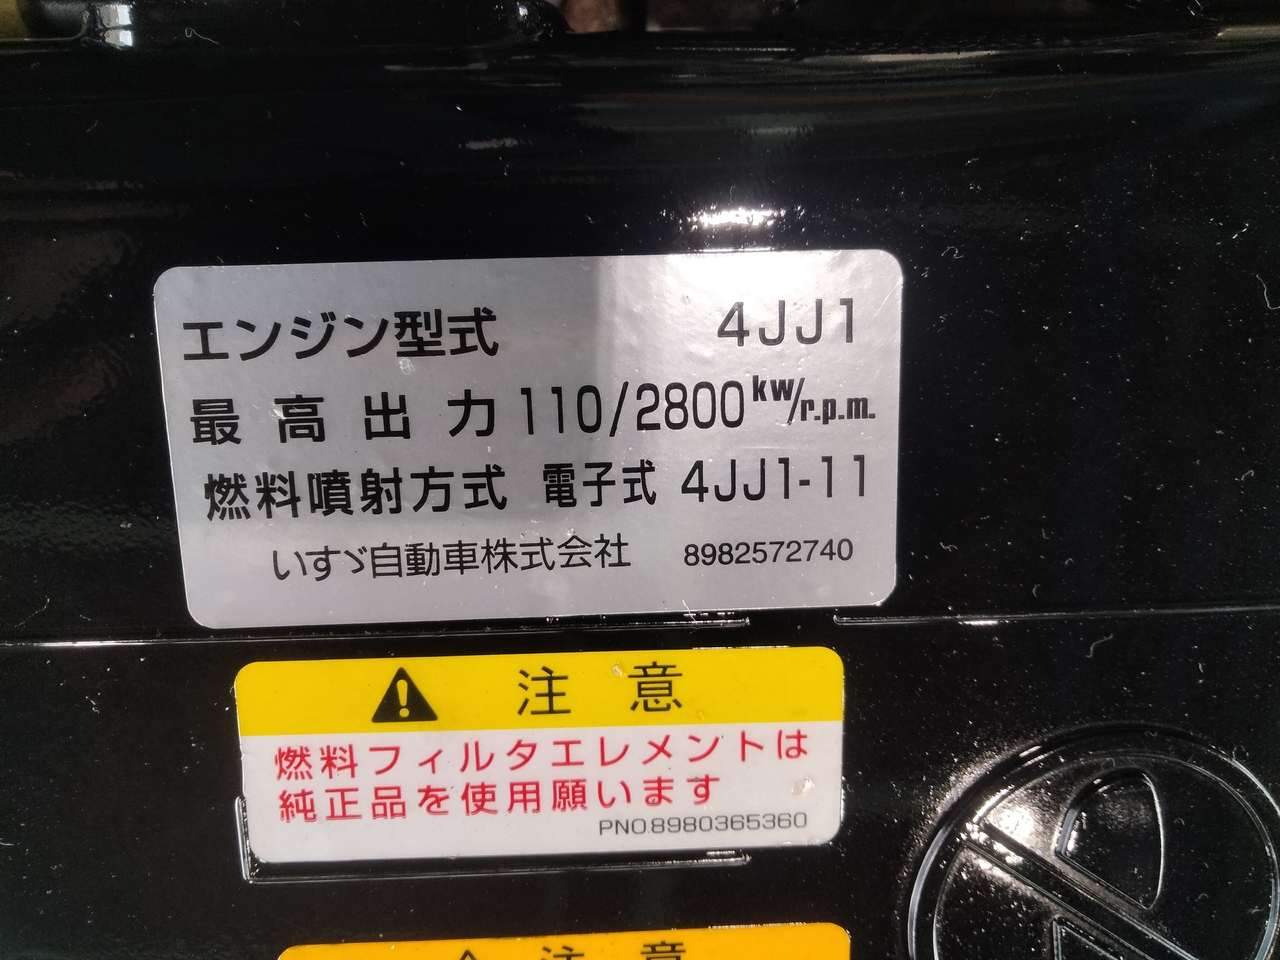 エンジン型式 4JJ1
最高出力 110/2800kw/r.p.m.
燃料噴射方式 電子式 4JJ1-11
いすゞ自動車株式会社 8982572740
注意
燃料フィルタエレメントは
純正品を使用願います
PNO.8980365360
注意